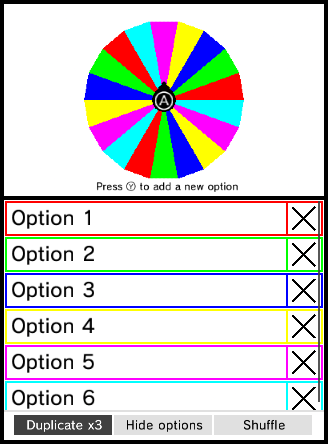 A
Press Ⓨ to add a new option
Option 1
Option 2
Option 3
Option 4
Option 5
Option 6
Duplicate x3
Hide options
Shuffle